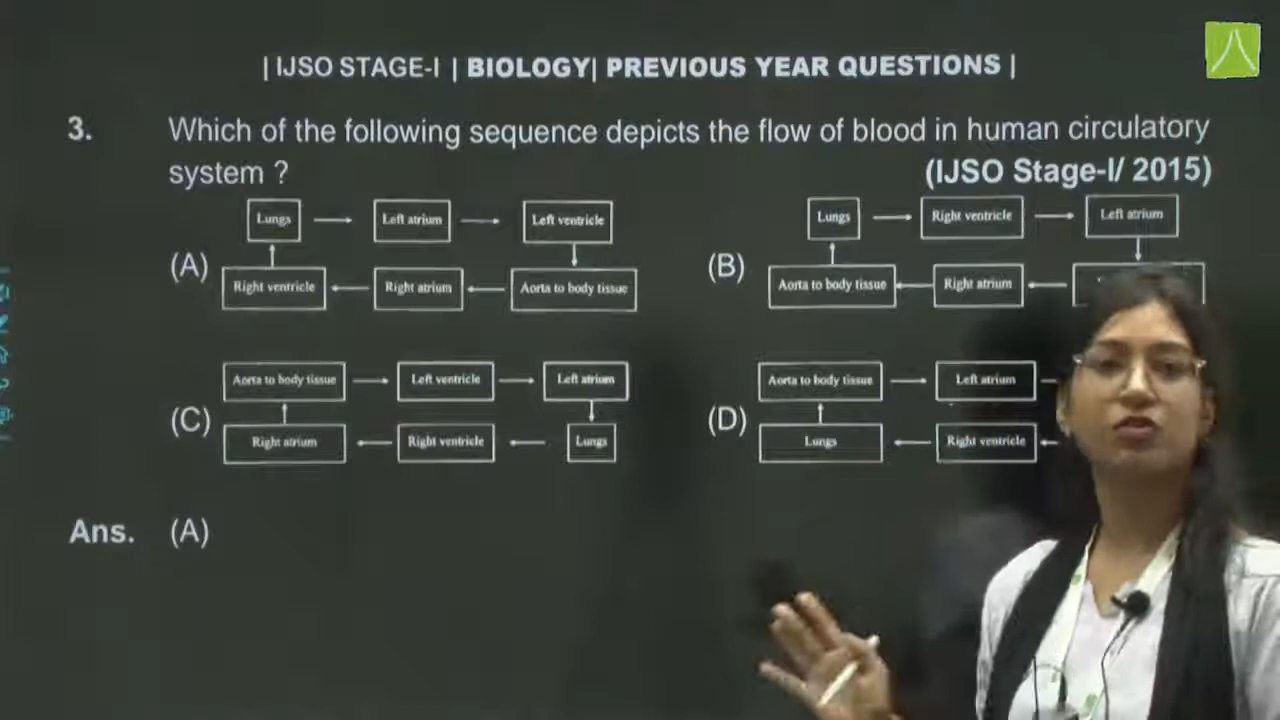 | IJSO STAGE-I | BIOLOGY| PREVIOUS YEAR QUESTIONS |
3. Which of the following sequence depicts the flow of blood in human circulatory
system ? (IJSO Stage-I/ 2015)
(A)
Lungs Left atrium Left ventricle
Right ventricle Right atrium Aorta to body tissue
(B)
Lungs Right ventricle Left atrium
Aorta to body tissue Right atrium
(C)
Aorta to body tissue Left ventricle Left atrium
Right atrium Right ventricle Lungs
(D)
Aorta to body tissue Left atrium
Lungs Right ventricle
Ans. (A)